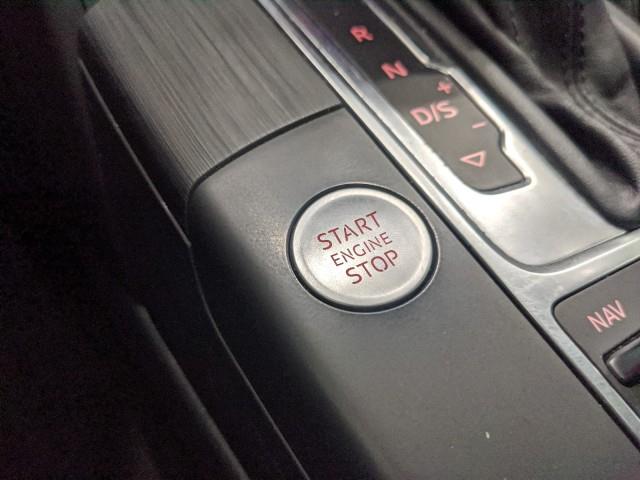 R
N
+
D/S
-
START
ENGINE
STOP
NAV